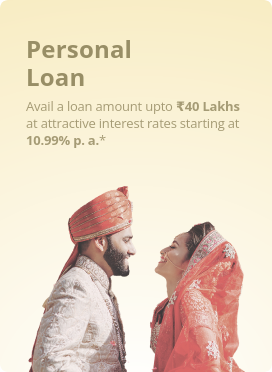 Personal
Loan
Avail a loan amount upto ₹40 Lakhs
at attractive interest rates starting at
10.99% p. a.*